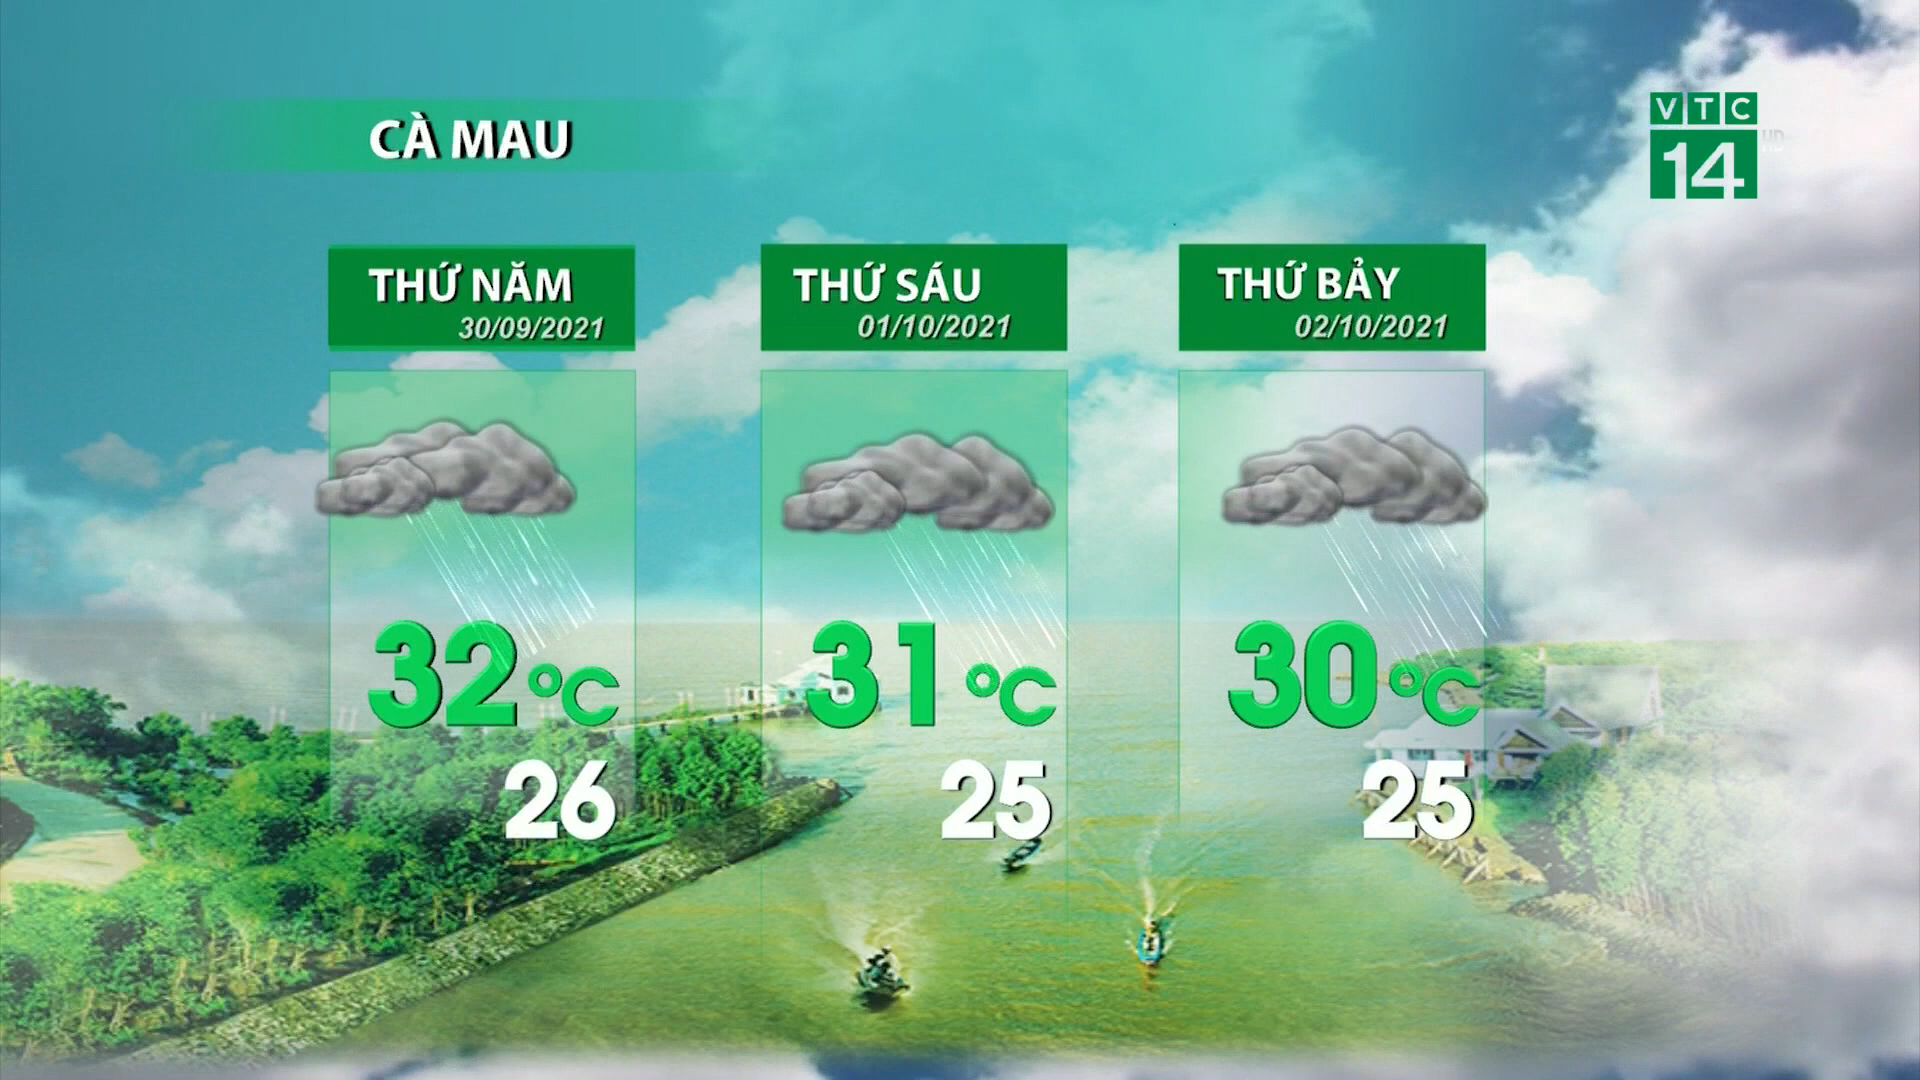 CÀ MAU
VTC
14
HD
THỨ NĂM
30/09/2021
THỨ SÁU
01/10/2021
THỨ BẢY
02/10/2021
32°C
31°C
30°C
26
25
25